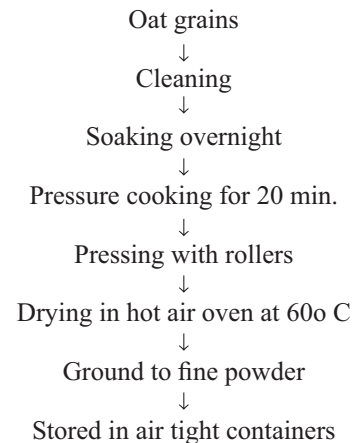 Oat grains
↓
Cleaning
↓
Soaking overnight
↓
Pressure cooking for 20 min.
↓
Pressing with rollers
↓
Drying in hot air oven at 60o C
↓
Ground to fine powder
↓
Stored in air tight containers